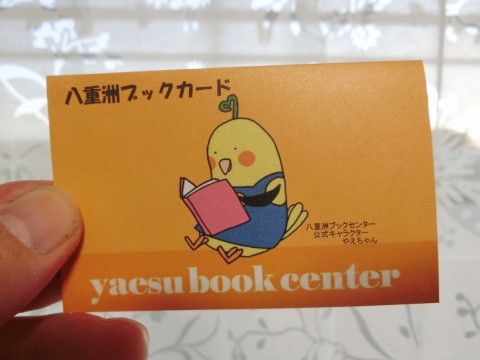 八重洲ブックカード
八重洲ブックセンター
公式キャラクター
やえちゃん
yaesu book center